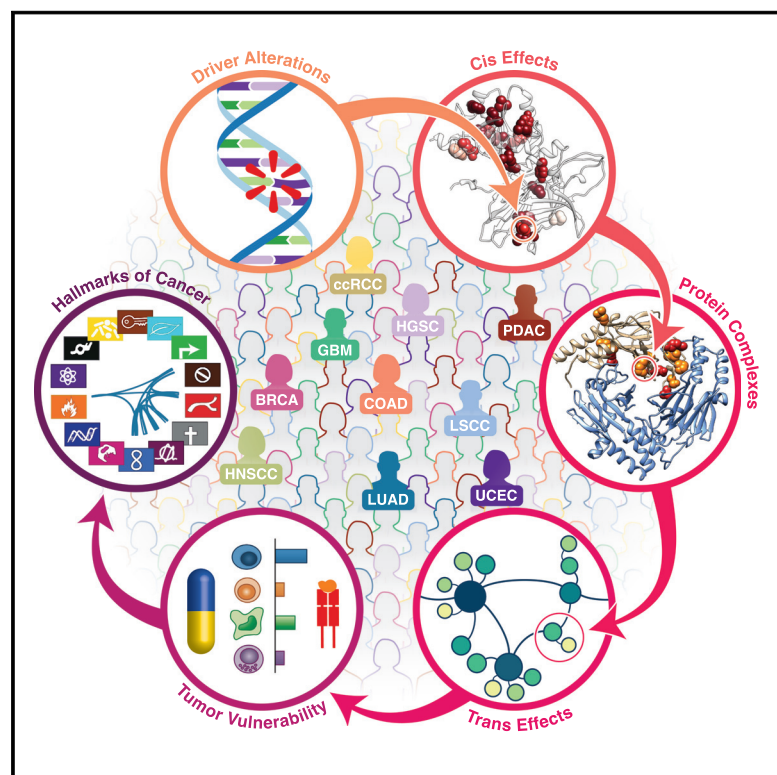 Driver Alterations
Cis Effects
Hallmarks of Cancer
Protein Complexes
ccRCC
HGSC
PDAC
GBM
BRCA
COAD
LSCC
HNSCC
LUAD
UCEC
Tumor Vulnerability
Trans Effects